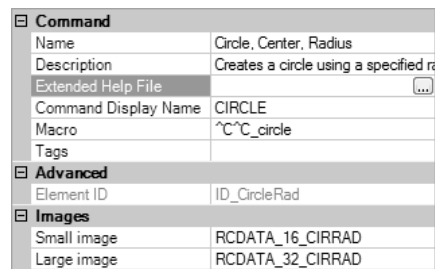 Command
Name Circle, Center, Radius
Description Creates a circle using a specified
Extended Help File ...
Command Display Name CIRCLE
Macro ^C^C_circle
Tags
Advanced
Element ID ID_CircleRad
Images
Small image RCDATA_16_CIRRAD
Large image RCDATA_32_CIRRAD